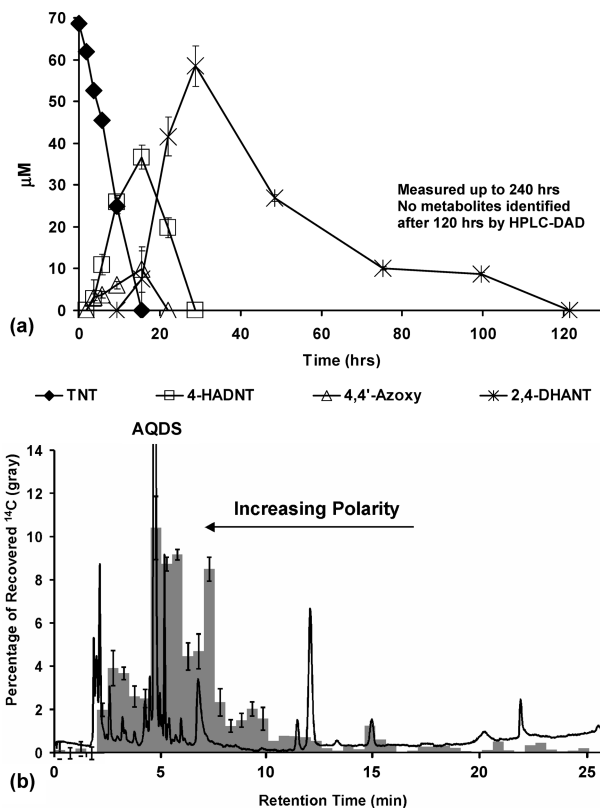 70
60
50
40
30
20
10
0
µM
Measured up to 240 hrs
No metabolites identified
after 120 hrs by HPLC-DAD
0 20 40 60 80 100 120
(a)
Time (hrs)
TNT 4-HADNT 4,4'-Azoxy 2,4-DHANT
AQDS
14
12
10
8
6
4
2
0
Percentage of Recovered ¹⁴C (gray)
Increasing Polarity
0 5 10 15 20 25
(b)
Retention Time (min)